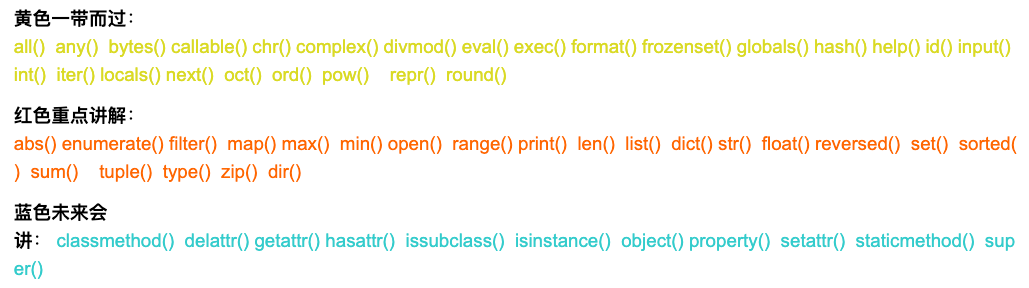 黄色一带而过：
all()  any()  bytes() callable() chr() complex() divmod() eval() exec() format() frozenset() globals() hash() help() id() input()
int()  iter() locals() next()  oct()  ord()  pow()    repr()  round()
红色重点讲解：
abs() enumerate() filter()  map() max()  min() open()  range() print()  len()  list()  dict() str()  float() reversed()  set()  sorted(
)  sum()    tuple()  type()  zip()  dir()
蓝色未来会
讲：  classmethod()  delattr() getattr() hasattr()  issubclass()  isinstance()  object() property()  setattr()  staticmethod()  sup
er()